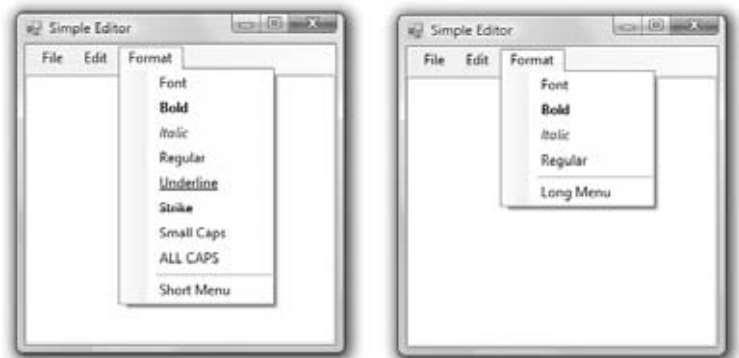 Simple Editor
File Edit Format
Font
Bold
Italic
Regular
Underline
Strike
Small Caps
ALL CAPS
Short Menu
Simple Editor
File Edit Format
Font
Bold
Italic
Regular
Long Menu